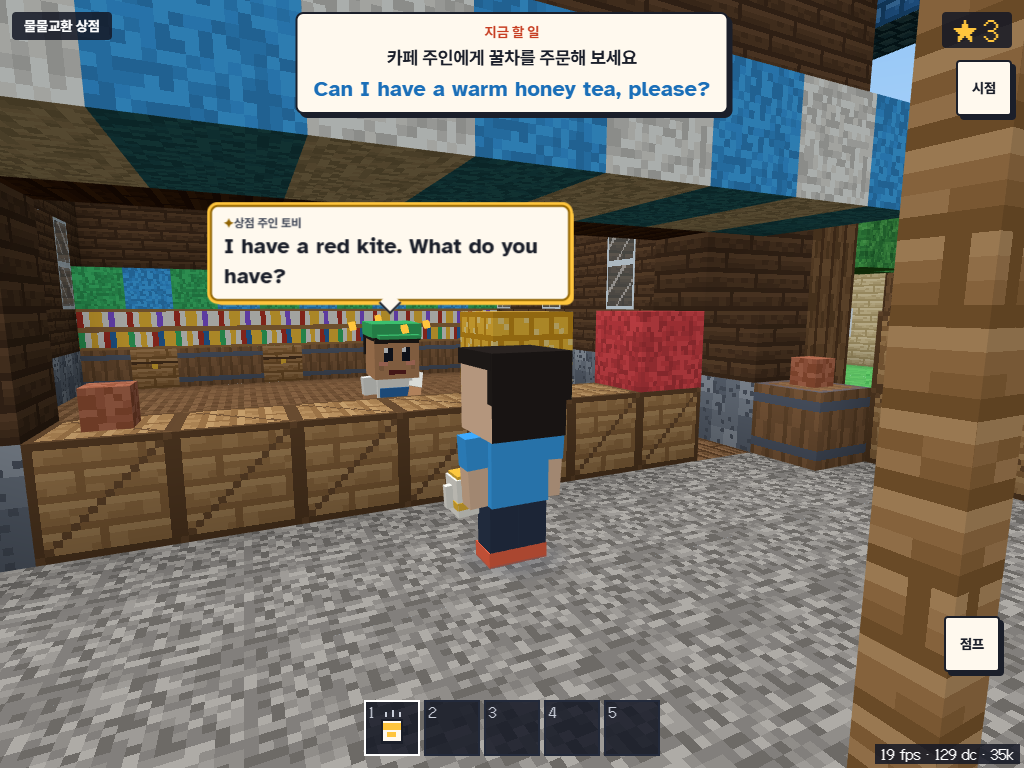 물물교환 상점
지금 할 일
카페 주인에게 꿀차를 주문해 보세요
Can I have a warm honey tea, please?
★ 3
시점
✦상점 주인 토비
I have a red kite. What do you
have?
점프
1 2 3 4 5
19 fps · 129 dc · 35k